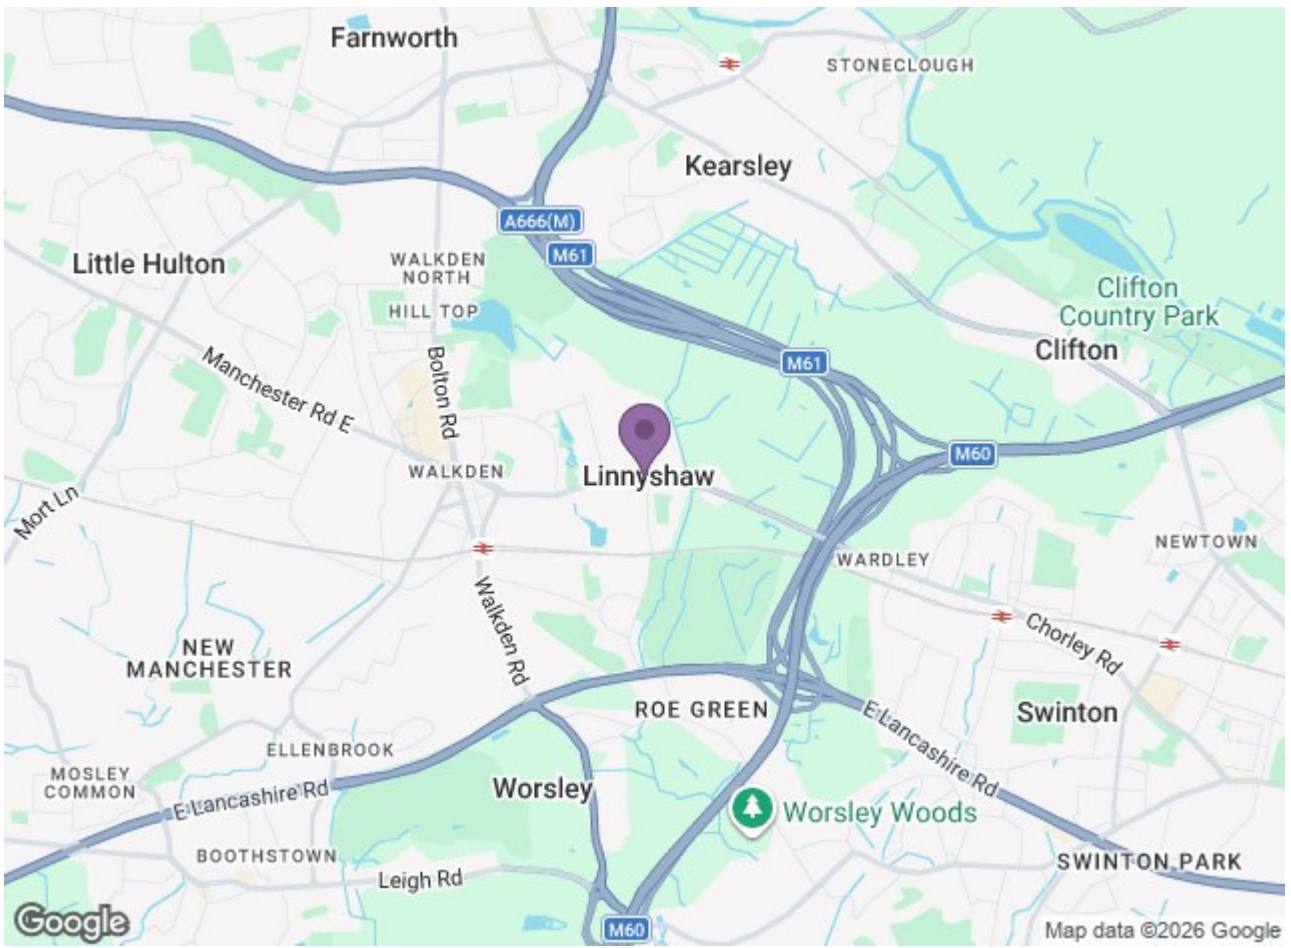 Farnworth
STONECLOUGH
Kearsley
A666(M)
M61
Little Hulton
WALKDEN
NORTH
HILL TOP
Clifton
Country Park
Clifton
Manchester Rd E
Bolton Rd
M61
M60
WALKDEN
Linnyshaw
Mort Ln
WARDLEY
NEWTOWN
Walkden Rd
Chorley Rd
NEW
MANCHESTER
ROE GREEN
Swinton
E Lancashire Rd
ELLENBROOK
MOSLEY
COMMON
Worsley
E Lancashire Rd
Worsley Woods
BOOTHSTOWN
Leigh Rd
SWINTON PARK
M60
Google
Map data ©2026 Google